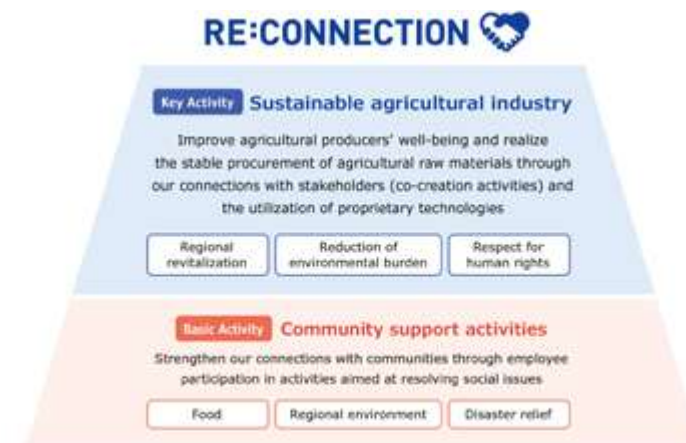 RE:CONNECTION
Key Activity Sustainable agricultural industry
Improve agricultural producers' well-being and realize
the stable procurement of agricultural raw materials through
our connections with stakeholders (co-creation activities) and
the utilization of proprietary technologies
Regional
revitalization
Reduction of
environmental burden
Respect for
human rights
Basic Activity Community support activities
Strengthen our connections with communities through employee
participation in activities aimed at resolving social issues
Food
Regional environment
Disaster relief